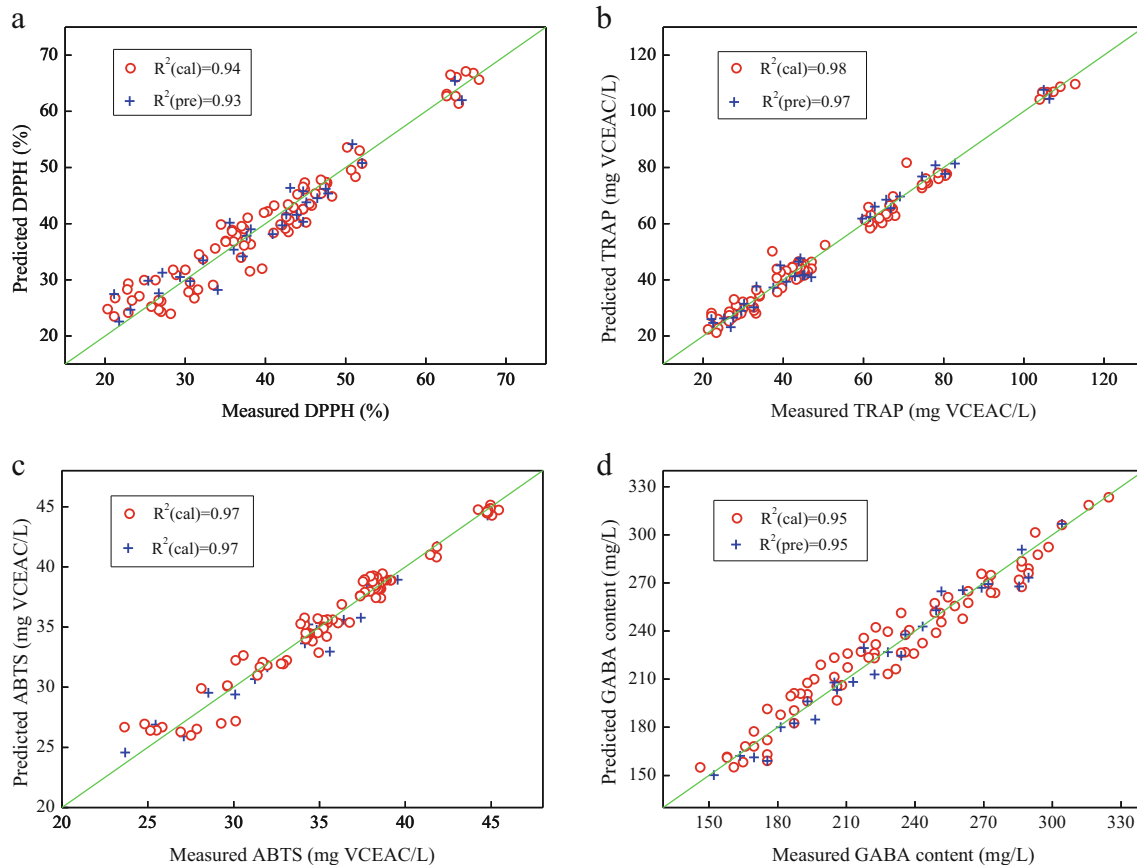 a
R²(cal)=0.94
R²(pre)=0.93
Predicted DPPH (%)
70
60
50
40
30
20
20 30 40 50 60 70
Measured DPPH (%)
b
R²(cal)=0.98
R²(pre)=0.97
Predicted TRAP (mg VCEAC/L)
120
100
80
60
40
20
20 40 60 80 100 120
Measured TRAP (mg VCEAC/L)
c
R²(cal)=0.97
R²(cal)=0.97
Predicted ABTS (mg VCEAC/L)
45
40
35
30
25
20
20 25 30 35 40 45
Measured ABTS (mg VCEAC/L)
d
R²(cal)=0.95
R²(pre)=0.95
Predicted GABA content (mg/L)
330
300
270
240
210
180
150
150 180 210 240 270 300 330
Measured GABA content (mg/L)